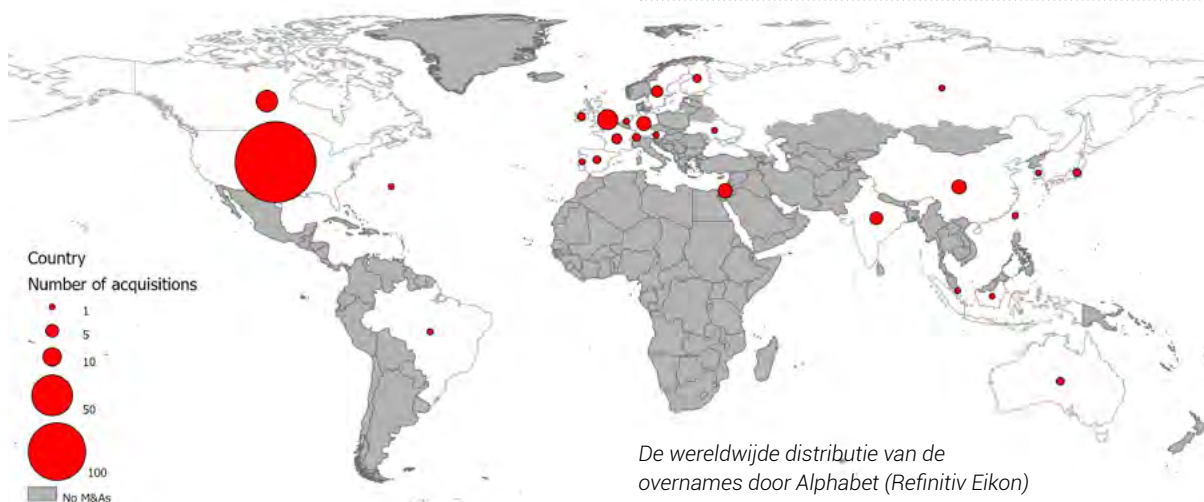 Country
Number of acquisitions
1
5
10
50
100
No M&As
De wereldwijde distributie van de
overnames door Alphabet (Refinitiv Eikon)